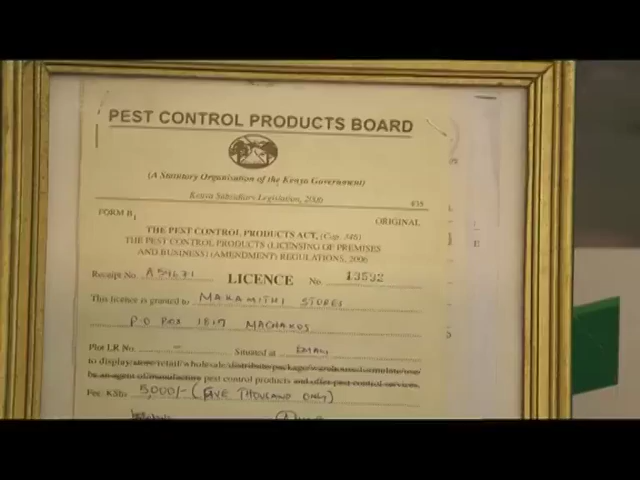 PEST CONTROL PRODUCTS BOARD
(A Statutory Organisation of the Kenya Government)
Kenya Subsidiary Legislation, 2006
FORM B1
ORIGINAL
THE PEST CONTROL PRODUCTS ACT, (Cap. 346)
THE PEST CONTROL PRODUCTS (LICENSING OF PREMISES
AND BUSINESS) (AMENDMENT) REGULATIONS, 2006
Receipt No. A54671 LICENCE No. 13592
This licence is granted to MAKAMITHI STORES
P.O BOX 1817 MACHAKOS
Plot LR No. - Situated at EMALI
to display/store/retail/wholesale/distribute/package/
be an agent of manufacture pest control products and offer pest control services.
Fee: KShs 5,000/- (FIVE THOUSAND ONLY)